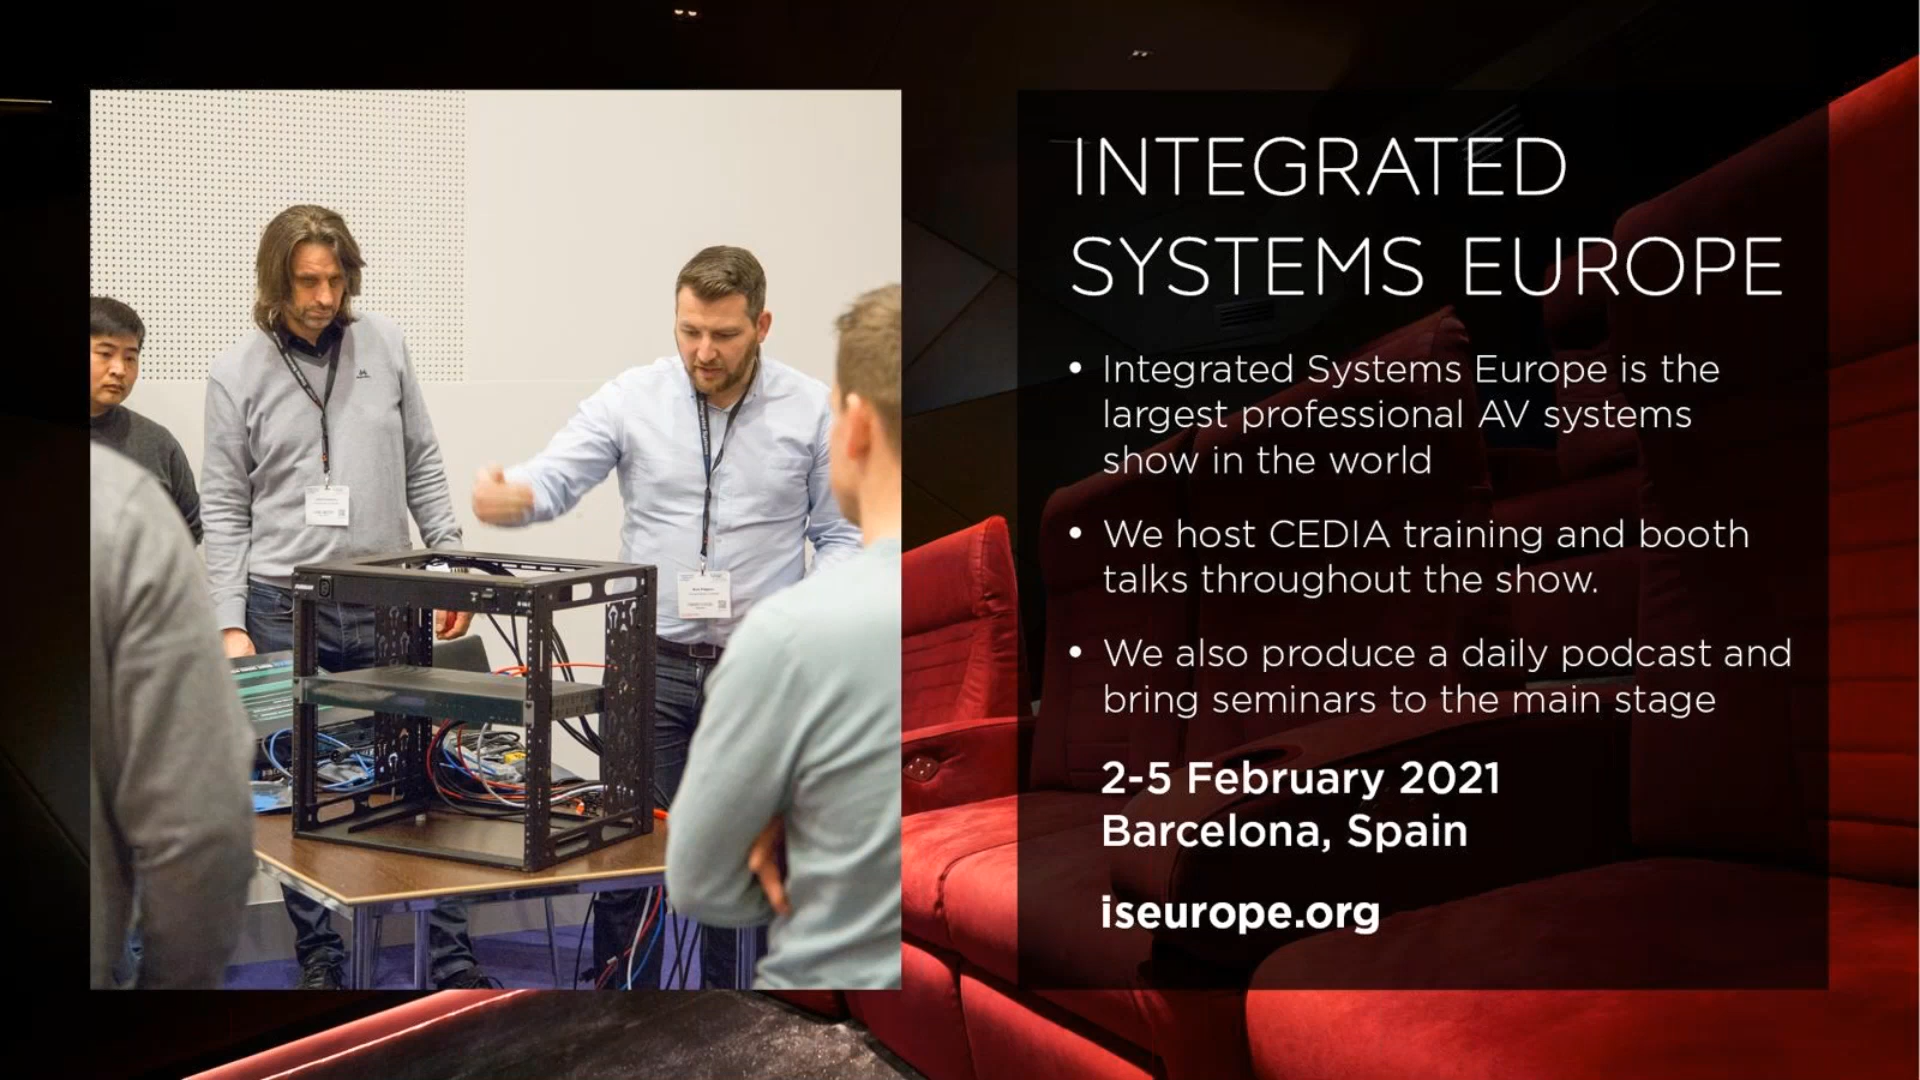 INTEGRATED
SYSTEMS EUROPE
• Integrated Systems Europe is the
largest professional AV systems
show in the world
• We host CEDIA training and booth
talks throughout the show.
• We also produce a daily podcast and
bring seminars to the main stage
2-5 February 2021
Barcelona, Spain
iseurope.org